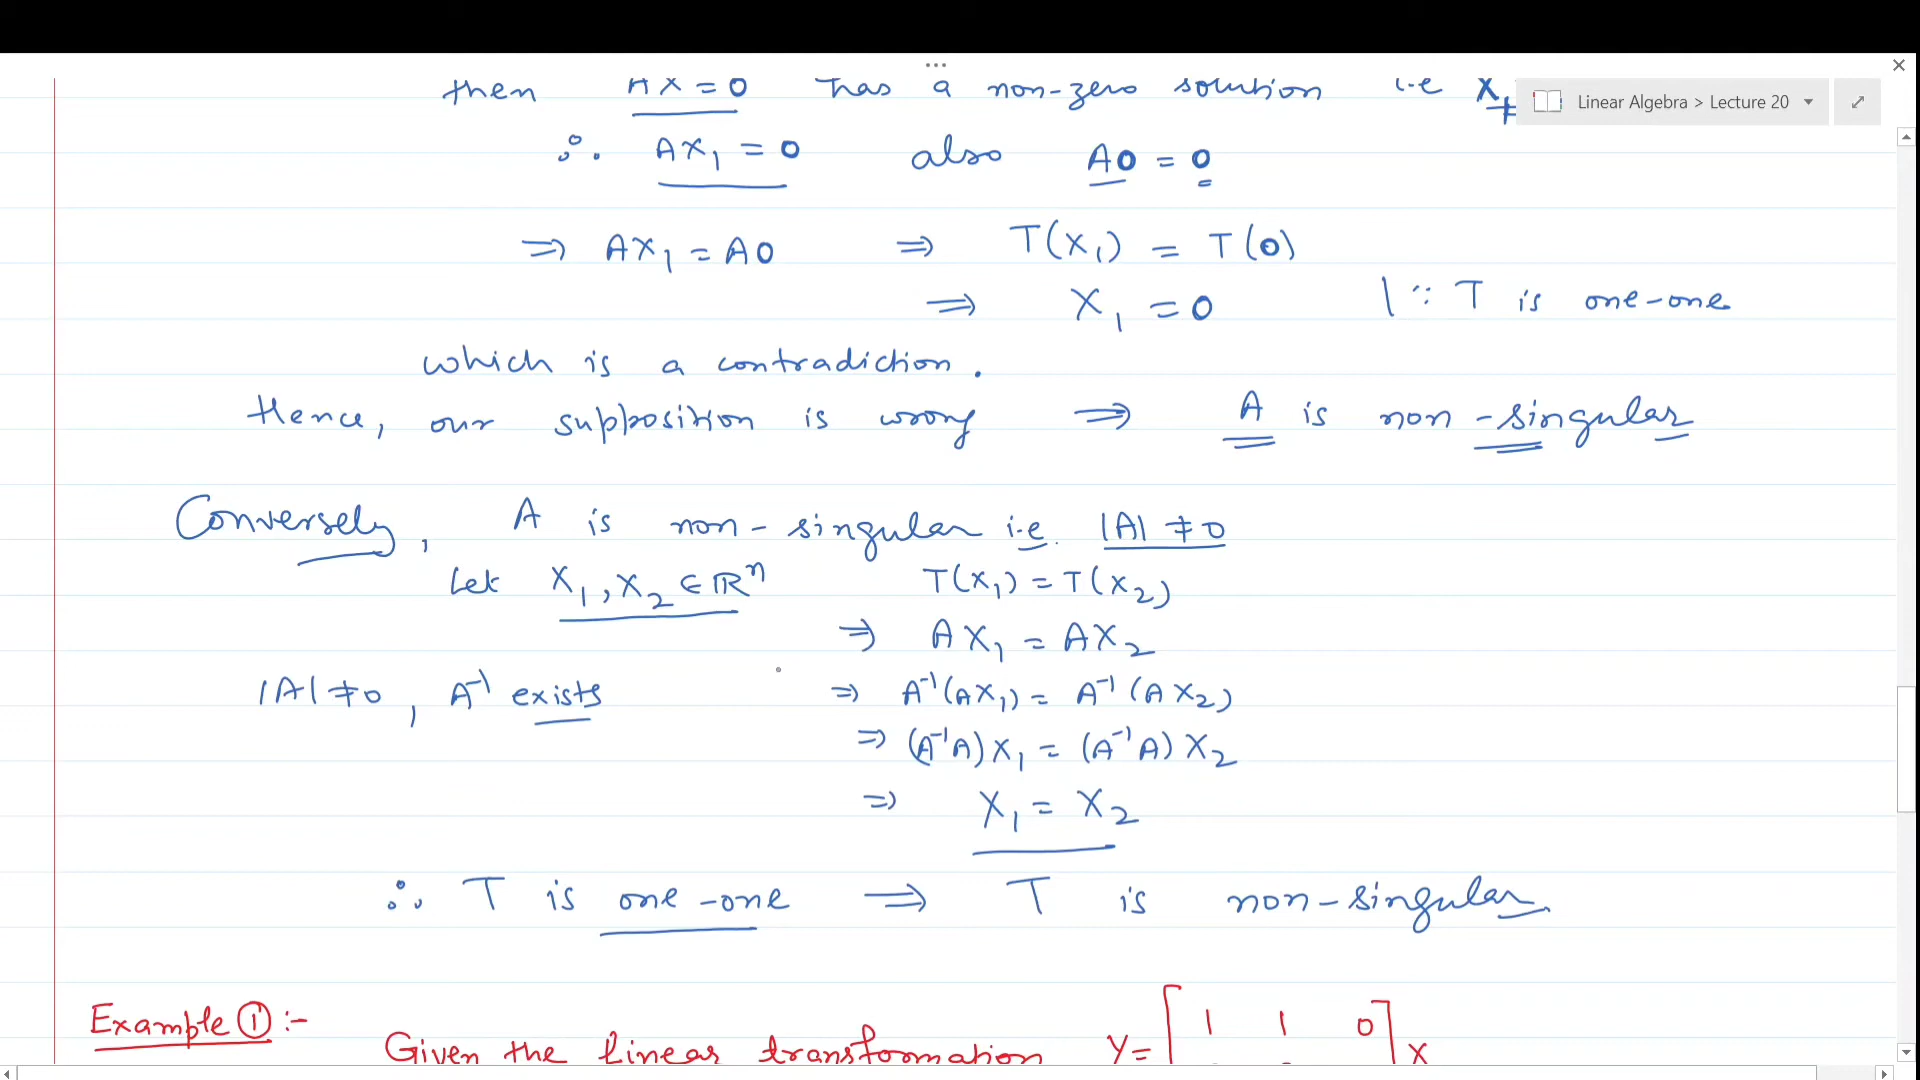 then AX = 0 has a non-zero solution i.e X₁
Linear Algebra > Lecture 20
∴ AX₁ = 0 also A0 = 0
⇒ AX₁ = A0 ⇒ T(X₁) = T(0)
⇒ X₁ = 0 | ∵ T is one-one
which is a contradiction.
Hence, our supposition is wrong ⇒ A is non-singular
Conversely, A is non-singular i.e. |A| ≠ 0
Let X₁, X₂ ∈ ℝⁿ T(X₁) = T(X₂)
⇒ AX₁ = AX₂
|A| ≠ 0, A⁻¹ exists ⇒ A⁻¹(AX₁) = A⁻¹(AX₂)
⇒ (A⁻¹A)X₁ = (A⁻¹A)X₂
⇒ X₁ = X₂
∴ T is one-one ⇒ T is non-singular
Example ① :-
Given the linear transformation Y = [1 1 0] X